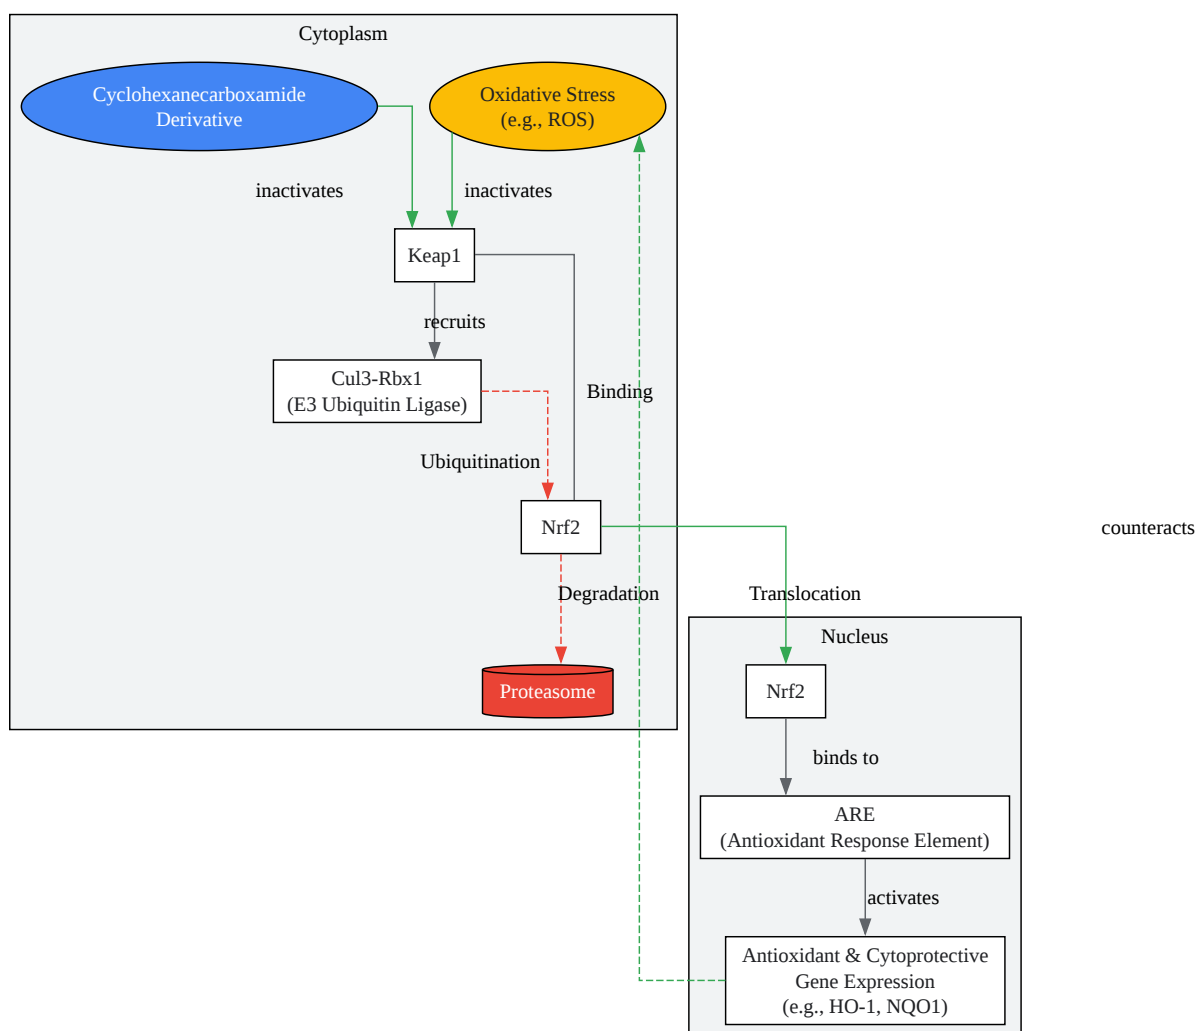 Cytoplasm
Cyclohexanecarboxamide
Derivative
Oxidative Stress
(e.g., ROS)
inactivates
inactivates
Keap1
recruits
Cul3-Rbx1
(E3 Ubiquitin Ligase)
Binding
Ubiquitination
Nrf2
counteracts
Degradation
Translocation
Nucleus
Proteasome
Nrf2
binds to
ARE
(Antioxidant Response Element)
activates
Antioxidant & Cytoprotective
Gene Expression
(e.g., HO-1, NQO1)